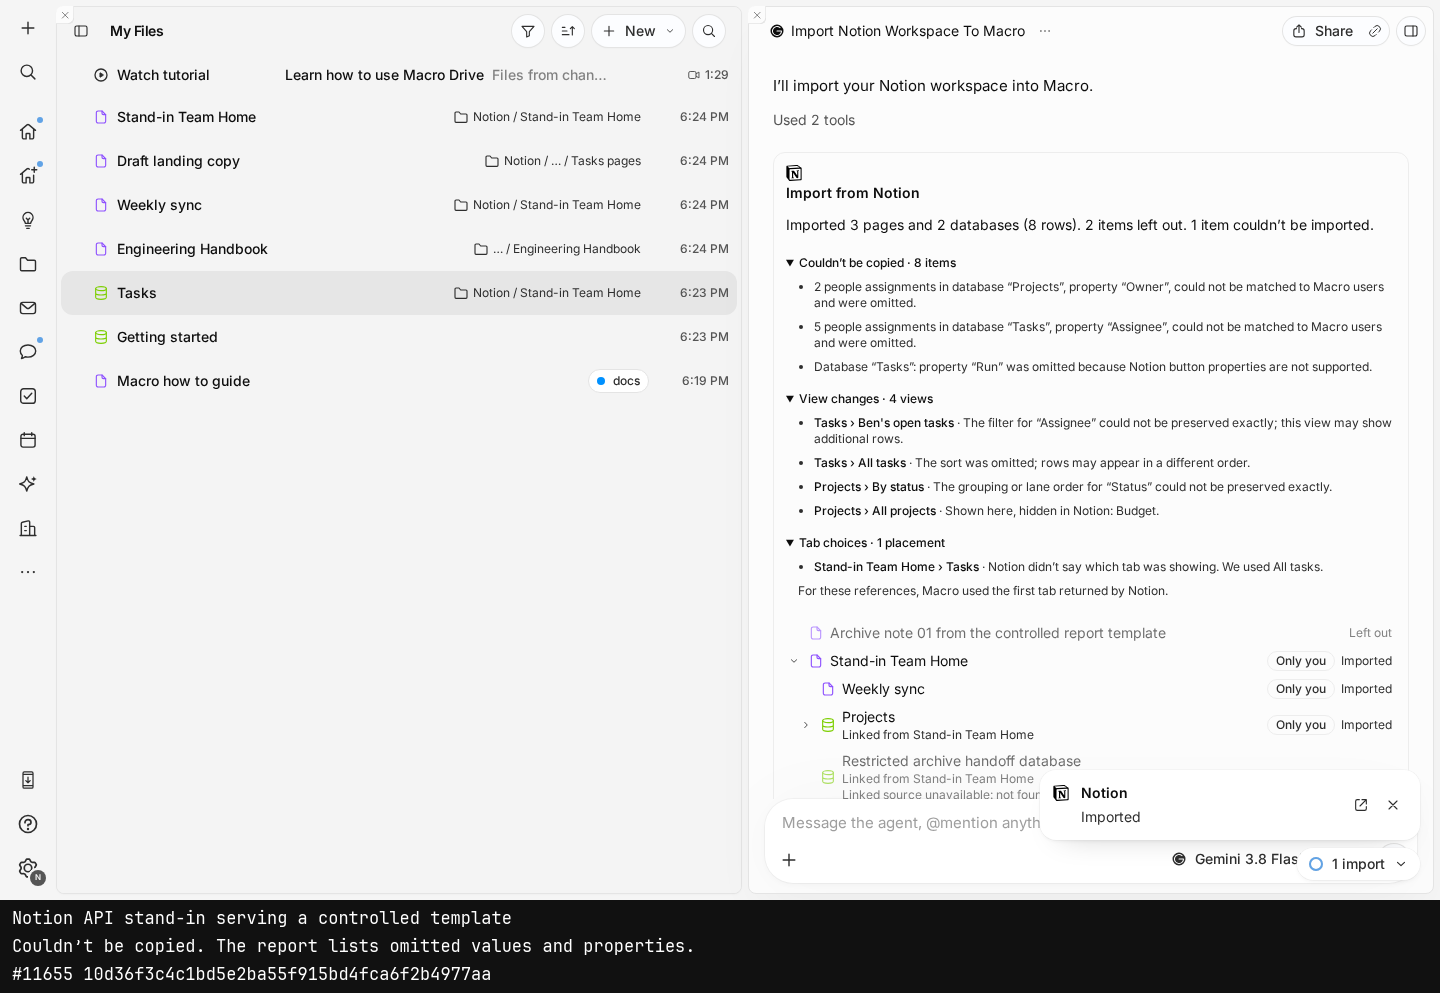 My Files
New
Watch tutorial
Learn how to use Macro Drive Files from chan...
1:29
Stand-in Team Home
Notion / Stand-in Team Home
6:24 PM
Draft landing copy
Notion / ... / Tasks pages
6:24 PM
Weekly sync
Notion / Stand-in Team Home
6:24 PM
Engineering Handbook
... / Engineering Handbook
6:24 PM
Tasks
Notion / Stand-in Team Home
6:23 PM
Getting started
6:23 PM
Macro how to guide
docs
6:19 PM
N
Import Notion Workspace To Macro
Share
I’ll import your Notion workspace into Macro.
Used 2 tools
Import from Notion
Imported 3 pages and 2 databases (8 rows). 2 items left out. 1 item couldn’t be imported.
Couldn’t be copied · 8 items
• 2 people assignments in database “Projects”, property “Owner”, could not be matched to Macro users
and were omitted.
• 5 people assignments in database “Tasks”, property “Assignee”, could not be matched to Macro users
and were omitted.
• Database “Tasks”: property “Run” was omitted because Notion button properties are not supported.
View changes · 4 views
• Tasks › Ben's open tasks · The filter for “Assignee” could not be preserved exactly; this view may show
additional rows.
• Tasks › All tasks · The sort was omitted; rows may appear in a different order.
• Projects › By status · The grouping or lane order for “Status” could not be preserved exactly.
• Projects › All projects · Shown here, hidden in Notion: Budget.
Tab choices · 1 placement
• Stand-in Team Home › Tasks · Notion didn’t say which tab was showing. We used All tasks.
For these references, Macro used the first tab returned by Notion.
Archive note 01 from the controlled report template
Left out
Stand-in Team Home
Only you Imported
Weekly sync
Only you Imported
Projects
Linked from Stand-in Team Home
Only you Imported
Restricted archive handoff database
Linked from Stand-in Team Home
Linked source unavailable: not foun
Notion
Imported
Message the agent, @mention anyth
Gemini 3.8 Flas
1 import
Notion API stand-in serving a controlled template
Couldn’t be copied. The report lists omitted values and properties.
#11655 10d36f3c4c1bd5e2ba55f915bd4fca6f2b4977aa